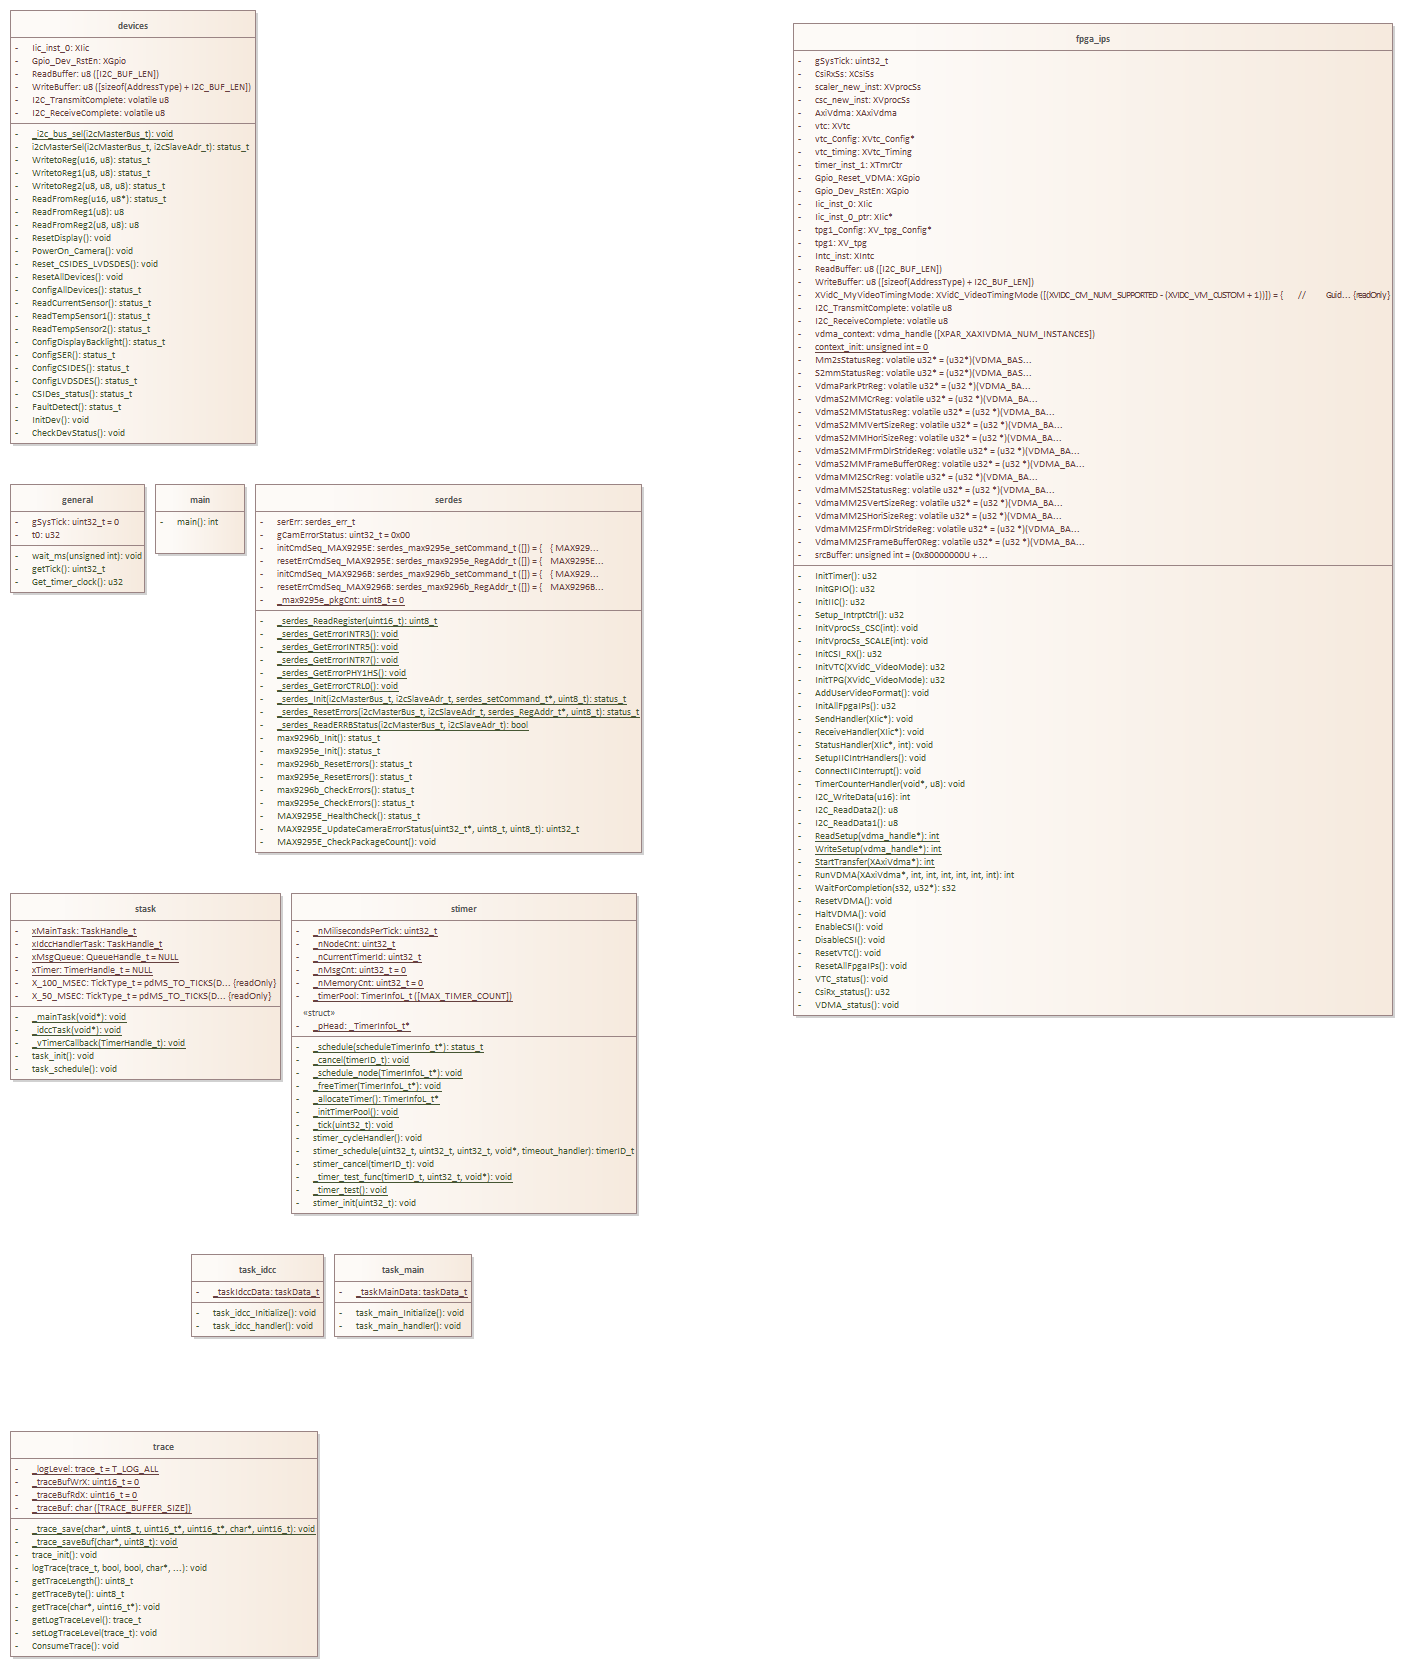 devices
- Iic_inst_0: XIic
- Gpio_Dev_RstEn: XGpio
- ReadBuffer: u8 ([I2C_BUF_LEN])
- WriteBuffer: u8 ([sizeof(AddressType) + I2C_BUF_LEN])
- I2C_TransmitComplete: volatile u8
- I2C_ReceiveComplete: volatile u8
- _i2c_bus_sel(i2cMasterBus_t): void
- i2cMasterSel(i2cMasterBus_t, i2cSlaveAdr_t): status_t
- WritetoReg(u16, u8): status_t
- WritetoReg1(u8, u8): status_t
- WritetoReg2(u8, u8, u8): status_t
- ReadFromReg(u16, u8*): status_t
- ReadFromReg1(u8): u8
- ReadFromReg2(u8, u8): u8
- ResetDisplay(): void
- PowerOn_Camera(): void
- Reset_CSIDES_LVDSDES(): void
- ResetAllDevices(): void
- ConfigAllDevices(): status_t
- ReadCurrentSensor(): status_t
- ReadTempSensor1(): status_t
- ReadTempSensor2(): status_t
- ConfigDisplayBacklight(): status_t
- ConfigSER(): status_t
- ConfigCSIDES(): status_t
- ConfigLVDSDES(): status_t
- CSIDes_status(): status_t
- FaultDetect(): status_t
- InitDev(): void
- CheckDevStatus(): void
fpga_ips
- gSysTick: uint32_t
- CsiRxSs: XCsiSs
- scaler_new_inst: XVprocSs
- csc_new_inst: XVprocSs
- AxiVdma: XAxiVdma
- vtc: XVtc
- vtc_Config: XVtc_Config*
- vtc_timing: XVtc_Timing
- timer_inst_1: XTmrCtr
- Gpio_Reset_VDMA: XGpio
- Gpio_Dev_RstEn: XGpio
- Iic_inst_0: XIic
- Iic_inst_0_ptr: XIic*
- tpg1_Config: XV_tpg_Config*
- tpg1: XV_tpg
- Intc_inst: XIntc
- ReadBuffer: u8 ([I2C_BUF_LEN])
- WriteBuffer: u8 ([sizeof(AddressType) + I2C_BUF_LEN])
- XVidC_MyVideoTimingMode: XVidC_VideoTimingMode ([(XVIDC_CM_NUM_SUPPORTED - (XVIDC_VM_CUSTOM + 1))]) = { // Guid... {readOnly}
- I2C_TransmitComplete: volatile u8
- I2C_ReceiveComplete: volatile u8
- vdma_context: vdma_handle ([XPAR_XAXIVDMA_NUM_INSTANCES])
- context_init: unsigned int = 0
- Mm2sStatusReg: volatile u32* = (u32*)(VDMA_BAS...
- S2mmStatusReg: volatile u32* = (u32*)(VDMA_BAS...
- VdmaParkPtrReg: volatile u32* = (u32 *)(VDMA_BA...
- VdmaS2MMCrReg: volatile u32* = (u32 *)(VDMA_BA...
- VdmaS2MMStatusReg: volatile u32* = (u32 *)(VDMA_BA...
- VdmaS2MMVertSizeReg: volatile u32* = (u32 *)(VDMA_BA...
- VdmaS2MMHoriSizeReg: volatile u32* = (u32 *)(VDMA_BA...
- VdmaS2MMFrmDlrStrideReg: volatile u32* = (u32 *)(VDMA_BA...
- VdmaS2MMFrameBuffer0Reg: volatile u32* = (u32 *)(VDMA_BA...
- VdmaMM2SCrReg: volatile u32* = (u32 *)(VDMA_BA...
- VdmaMMS2StatusReg: volatile u32* = (u32 *)(VDMA_BA...
- VdmaMM2SVertSizeReg: volatile u32* = (u32 *)(VDMA_BA...
- VdmaMM2SHoriSizeReg: volatile u32* = (u32 *)(VDMA_BA...
- VdmaMM2SFrmDlrStrideReg: volatile u32* = (u32 *)(VDMA_BA...
- VdmaMM2SFrameBuffer0Reg: volatile u32* = (u32 *)(VDMA_BA...
- srcBuffer: unsigned int = (0x80000000U + ...
- InitTimer(): u32
- InitGPIO(): u32
- InitIIC(): u32
- Setup_IntrptCtrl(): u32
- InitVprocSs_CSC(int): void
- InitVprocSs_SCALE(int): void
- InitCSI_RX(): u32
- InitVTC(XVidC_VideoMode): u32
- InitTPG(XVidC_VideoMode): u32
- AddUserVideoFormat(): void
- InitAllFpgaIPs(): u32
- SendHandler(XIic*): void
- ReceiveHandler(XIic*): void
- StatusHandler(XIic*, int): void
- SetupIICIntrHandlers(): void
- ConnectIICInterrupt(): void
- TimerCounterHandler(void*, u8): void
- I2C_WriteData(u16): int
- I2C_ReadData2(): u8
- I2C_ReadData1(): u8
- ReadSetup(vdma_handle*): int
- WriteSetup(vdma_handle*): int
- StartTransfer(XAxiVdma*): int
- RunVDMA(XAxiVdma*, int, int, int, int, int, int): int
- WaitForCompletion(s32, u32*): s32
- ResetVDMA(): void
- HaltVDMA(): void
- EnableCSI(): void
- DisableCSI(): void
- ResetVTC(): void
- ResetAllFpgaIPs(): void
- VTC_status(): void
- CsiRx_status(): u32
- VDMA_status(): void
general
- gSysTick: uint32_t = 0
- t0: u32
- wait_ms(unsigned int): void
- getTick(): uint32_t
- Get_timer_clock(): u32
main
- main(): int
serdes
- serErr: serdes_err_t
- gCamErrorStatus: uint32_t = 0x00
- initCmdSeq_MAX9295E: serdes_max9295e_setCommand_t ([]) = { { MAX929...
- resetErrCmdSeq_MAX9295E: serdes_max9295e_RegAddr_t ([]) = { MAX9295E...
- initCmdSeq_MAX9296B: serdes_max9296b_setCommand_t ([]) = { { MAX929...
- resetErrCmdSeq_MAX9296B: serdes_max9296b_RegAddr_t ([]) = { MAX9296B...
- _max9295e_pkgCnt: uint8_t = 0
- _serdes_ReadRegister(uint16_t): uint8_t
- _serdes_GetErrorINTR3(): void
- _serdes_GetErrorINTR5(): void
- _serdes_GetErrorINTR7(): void
- _serdes_GetErrorPHY1HS(): void
- _serdes_GetErrorCTRL0(): void
- _serdes_Init(i2cMasterBus_t, i2cSlaveAdr_t, serdes_setCommand_t*, uint8_t): status_t
- _serdes_ResetErrors(i2cMasterBus_t, i2cSlaveAdr_t, serdes_RegAddr_t*, uint8_t): status_t
- _serdes_ReadERRBStatus(i2cMasterBus_t, i2cSlaveAdr_t): bool
- max9296b_Init(): status_t
- max9295e_Init(): status_t
- max9296b_ResetErrors(): status_t
- max9295e_ResetErrors(): status_t
- max9296b_CheckErrors(): status_t
- max9295e_CheckErrors(): status_t
- MAX9295E_HealthCheck(): status_t
- MAX9295E_UpdateCameraErrorStatus(uint32_t*, uint8_t, uint8_t): uint32_t
- MAX9295E_CheckPackageCount(): void
stask
- xMainTask: TaskHandle_t
- xIdccHandlerTask: TaskHandle_t
- xMsgQueue: QueueHandle_t = NULL
- xTimer: TimerHandle_t = NULL
- X_100_MSEC: TickType_t = pdMS_TO_TICKS(D... {readOnly}
- X_50_MSEC: TickType_t = pdMS_TO_TICKS(D... {readOnly}
- _mainTask(void*): void
- _idccTask(void*): void
- _vTimerCallback(TimerHandle_t): void
- task_init(): void
- task_schedule(): void
stimer
- _nMilisecondsPerTick: uint32_t
- _nNodeCnt: uint32_t
- _nCurrentTimerId: uint32_t
- _nMsgCnt: uint32_t = 0
- _nMemoryCnt: uint32_t = 0
- _timerPool: TimerInfoL_t ([MAX_TIMER_COUNT])
«struct»
- _pHead: _TimerInfoL_t*
- _schedule(scheduleTimerInfo_t*): status_t
- _cancel(timerID_t): void
- _schedule_node(TimerInfoL_t*): void
- _freeTimer(TimerInfoL_t*): void
- _allocateTimer(): TimerInfoL_t*
- _initTimerPool(): void
- _tick(uint32_t): void
- stimer_cycleHandler(): void
- stimer_schedule(uint32_t, uint32_t, uint32_t, void*, timeout_handler): timerID_t
- stimer_cancel(timerID_t): void
- _timer_test_func(timerID_t, uint32_t, void*): void
- _timer_test(): void
- stimer_init(uint32_t): void
task_idcc
- _taskIdccData: taskData_t
- task_idcc_Initialize(): void
- task_idcc_handler(): void
task_main
- _taskMainData: taskData_t
- task_main_Initialize(): void
- task_main_handler(): void
trace
- _logLevel: trace_t = T_LOG_ALL
- _traceBufWrX: uint16_t = 0
- _traceBufRdX: uint16_t = 0
- _traceBuf: char ([TRACE_BUFFER_SIZE])
- _trace_save(char*, uint8_t, uint16_t*, uint16_t*, char*, uint16_t): void
- _trace_saveBuf(char*, uint8_t): void
- trace_init(): void
- logTrace(trace_t, bool, bool, char*, ...): void
- getTraceLength(): uint8_t
- getTraceByte(): uint8_t
- getTrace(char*, uint16_t*): void
- getLogTraceLevel(): trace_t
- setLogTraceLevel(trace_t): void
- ConsumeTrace(): void